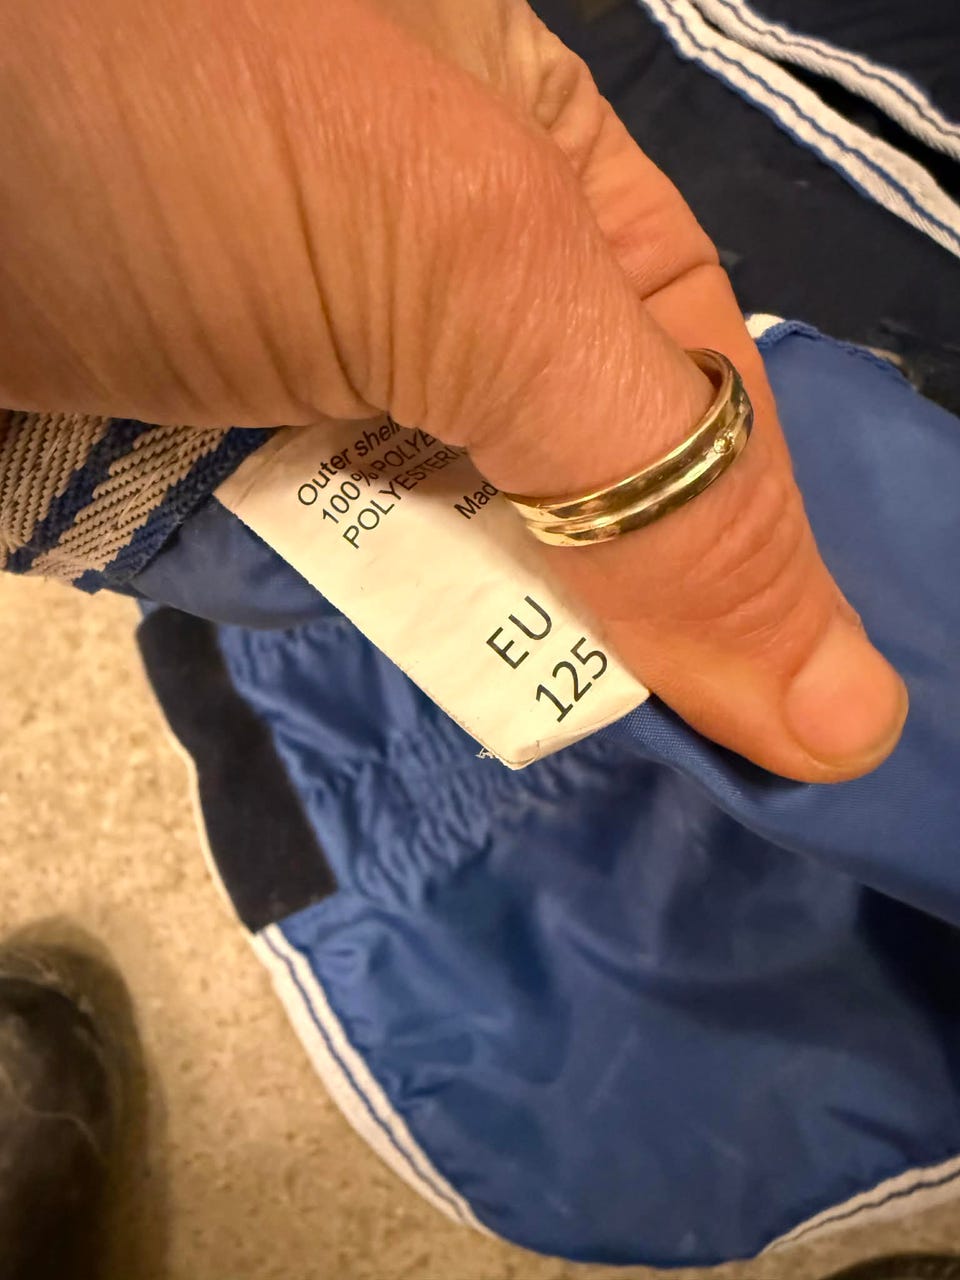 Outer shell
100%POLYE
POLYESTER
Mad
EU
125